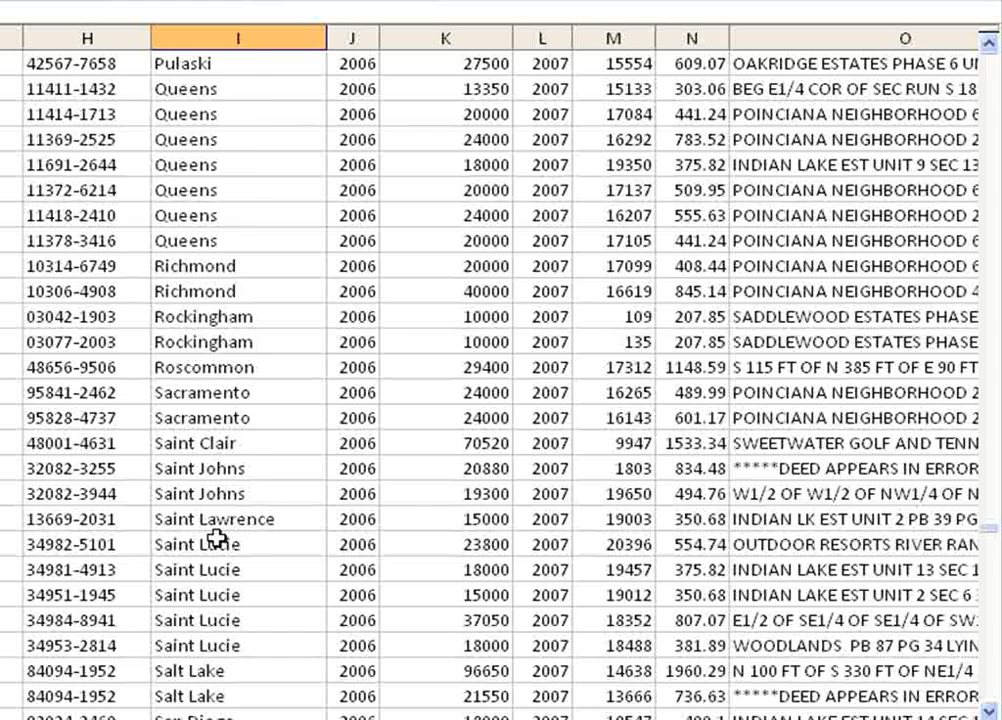 H I J K L M N O
42567-7658 Pulaski 2006 27500 2007 15554 609.07 OAKRIDGE ESTATES PHASE 6 UN
11411-1432 Queens 2006 13350 2007 15133 303.06 BEG E1/4 COR OF SEC RUN S 18
11414-1713 Queens 2006 20000 2007 17084 441.24 POINCIANA NEIGHBORHOOD 6
11369-2525 Queens 2006 24000 2007 16292 783.52 POINCIANA NEIGHBORHOOD 2
11691-2644 Queens 2006 18000 2007 19350 375.82 INDIAN LAKE EST UNIT 9 SEC 13
11372-6214 Queens 2006 20000 2007 17137 509.95 POINCIANA NEIGHBORHOOD 6
11418-2410 Queens 2006 24000 2007 16207 555.63 POINCIANA NEIGHBORHOOD 2
11378-3416 Queens 2006 20000 2007 17105 441.24 POINCIANA NEIGHBORHOOD 6
10314-6749 Richmond 2006 20000 2007 17099 408.44 POINCIANA NEIGHBORHOOD 6
10306-4908 Richmond 2006 40000 2007 16619 845.14 POINCIANA NEIGHBORHOOD 4
03042-1903 Rockingham 2006 10000 2007 109 207.85 SADDLEWOOD ESTATES PHASE
03077-2003 Rockingham 2006 10000 2007 135 207.85 SADDLEWOOD ESTATES PHASE
48656-9506 Roscommon 2006 29400 2007 17312 1148.59 S 115 FT OF N 385 FT OF E 90 FT
95841-2462 Sacramento 2006 24000 2007 16265 489.99 POINCIANA NEIGHBORHOOD 2
95828-4737 Sacramento 2006 24000 2007 16143 601.17 POINCIANA NEIGHBORHOOD 2
48001-4631 Saint Clair 2006 70520 2007 9947 1533.34 SWEETWATER GOLF AND TENN
32082-3255 Saint Johns 2006 20880 2007 1803 834.48 *****DEED APPEARS IN ERROR
32082-3944 Saint Johns 2006 19300 2007 19650 494.76 W1/2 OF W1/2 OF NW1/4 OF N
13669-2031 Saint Lawrence 2006 15000 2007 19003 350.68 INDIAN LK EST UNIT 2 PB 39 PG
34982-5101 Saint Lucie 2006 23800 2007 20396 554.74 OUTDOOR RESORTS RIVER RAN
34981-4913 Saint Lucie 2006 18000 2007 19457 375.82 INDIAN LAKE EST UNIT 13 SEC 1
34951-1945 Saint Lucie 2006 15000 2007 19012 350.68 INDIAN LAKE EST UNIT 2 SEC 6
34984-8941 Saint Lucie 2006 37050 2007 18352 807.07 E1/2 OF SE1/4 OF SE1/4 OF SW
34953-2814 Saint Lucie 2006 18000 2007 18488 381.89 WOODLANDS PB 87 PG 34 LYIN
84094-1952 Salt Lake 2006 96650 2007 14638 1960.29 N 100 FT OF S 330 FT OF NE1/4
84094-1952 Salt Lake 2006 21550 2007 13666 736.63 *****DEED APPEARS IN ERROR